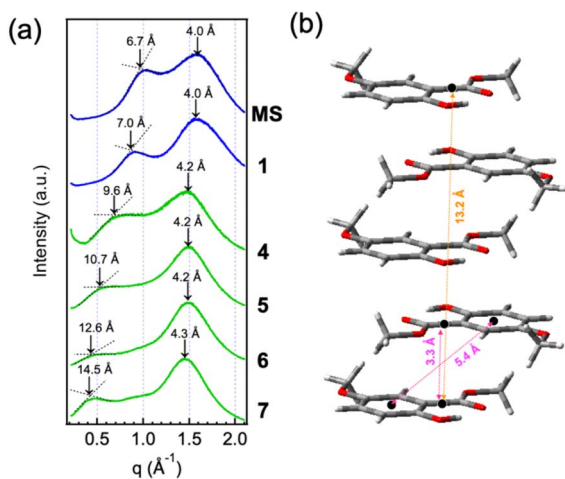 (a)
Intensity (a.u.)
6.7 Å
4.0 Å
MS
7.0 Å
4.0 Å
1
9.6 Å
4.2 Å
4
10.7 Å
4.2 Å
5
12.6 Å
4.2 Å
6
14.5 Å
4.3 Å
7
0.5 1.0 1.5 2.0
q (Å⁻¹)
(b)
13.2 Å
3.3 Å
5.4 Å